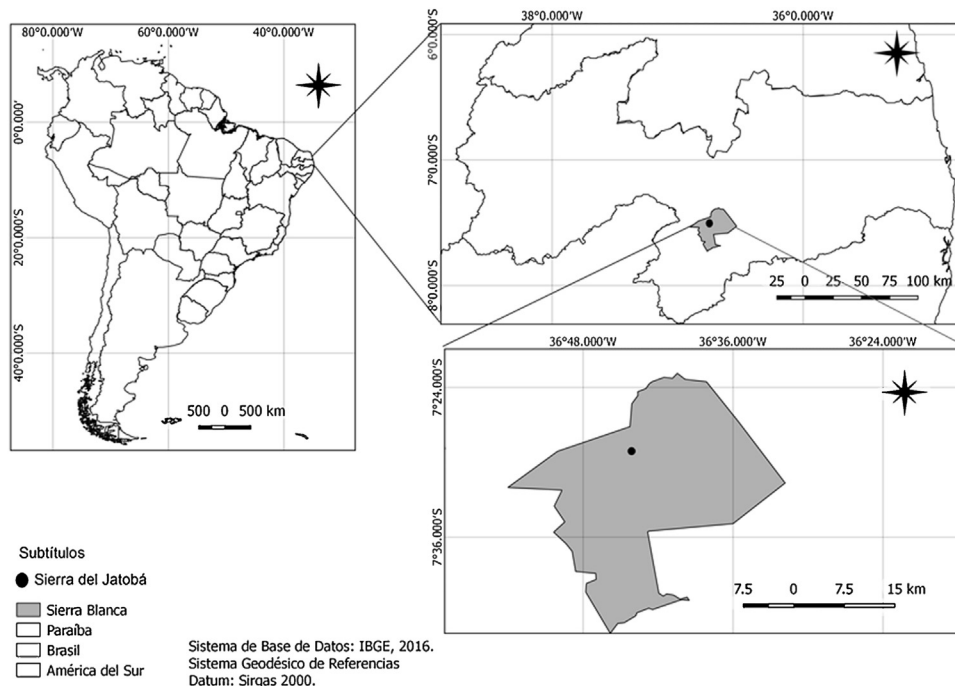 80°0.000'W 60°0.000'W 40°0.000'W
0°0.000'
20°0.000'S
40°0.000'S
500 0 500 km
38°0.000'W 36°0.000'W
6°0.000'S
7°0.000'S
8°0.000'S
25 0 25 50 75 100 km
36°48.000'W 36°36.000'W 36°24.000'W
7°24.000'S
7°36.000'S
7.5 0 7.5 15 km
Subtítulos
Sierra del Jatobá
Sierra Blanca
Paraíba
Brasil
América del Sur
Sistema de Base de Datos: IBGE, 2016.
Sistema Geodésico de Referencias
Datum: Sirgas 2000.